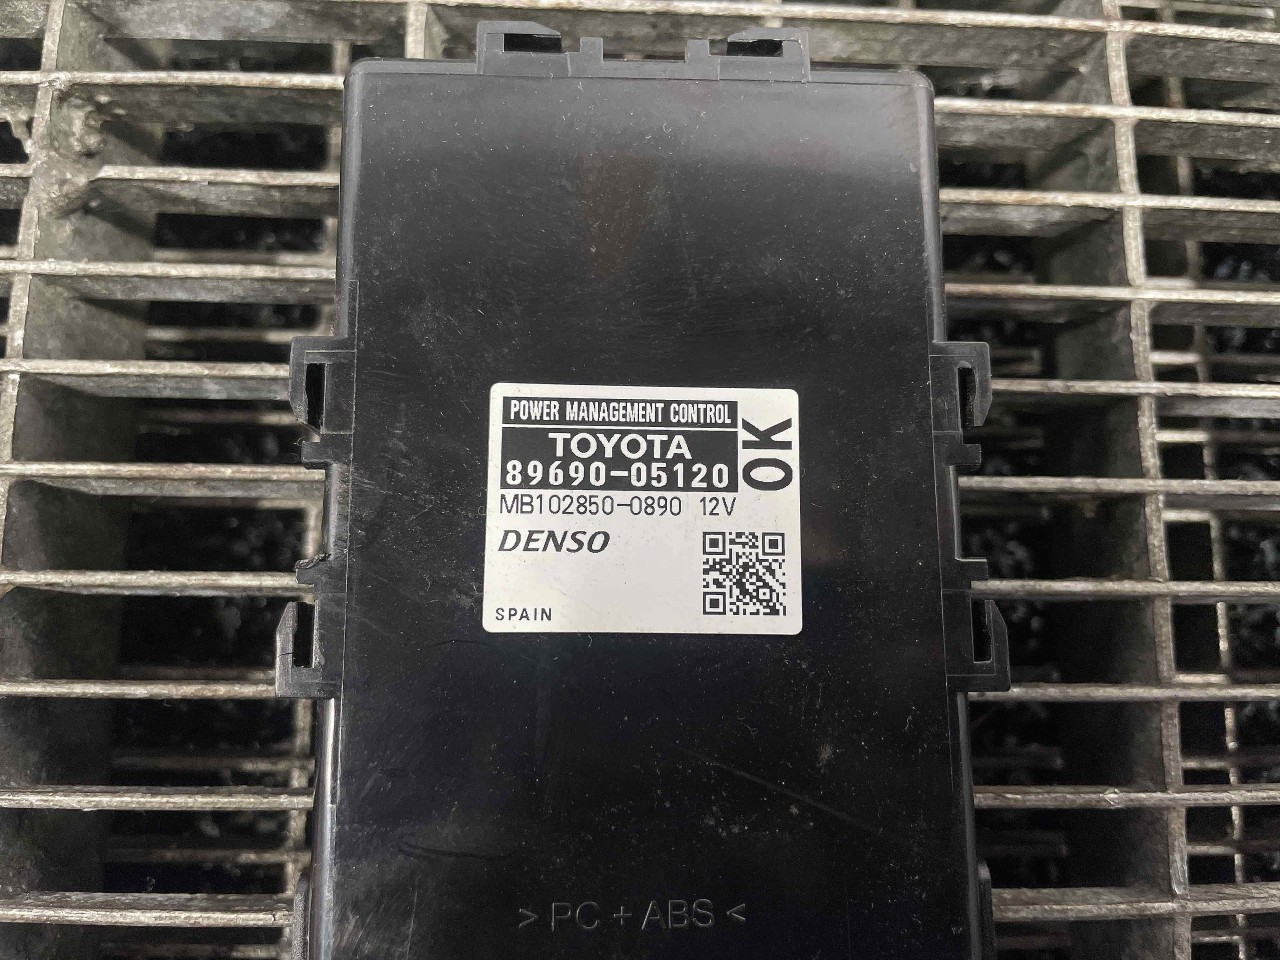 POWER MANAGEMENT CONTROL
TOYOTA
89690-05120
OK
MB102850-0890 12V
DENSO
SPAIN
> PC + ABS <